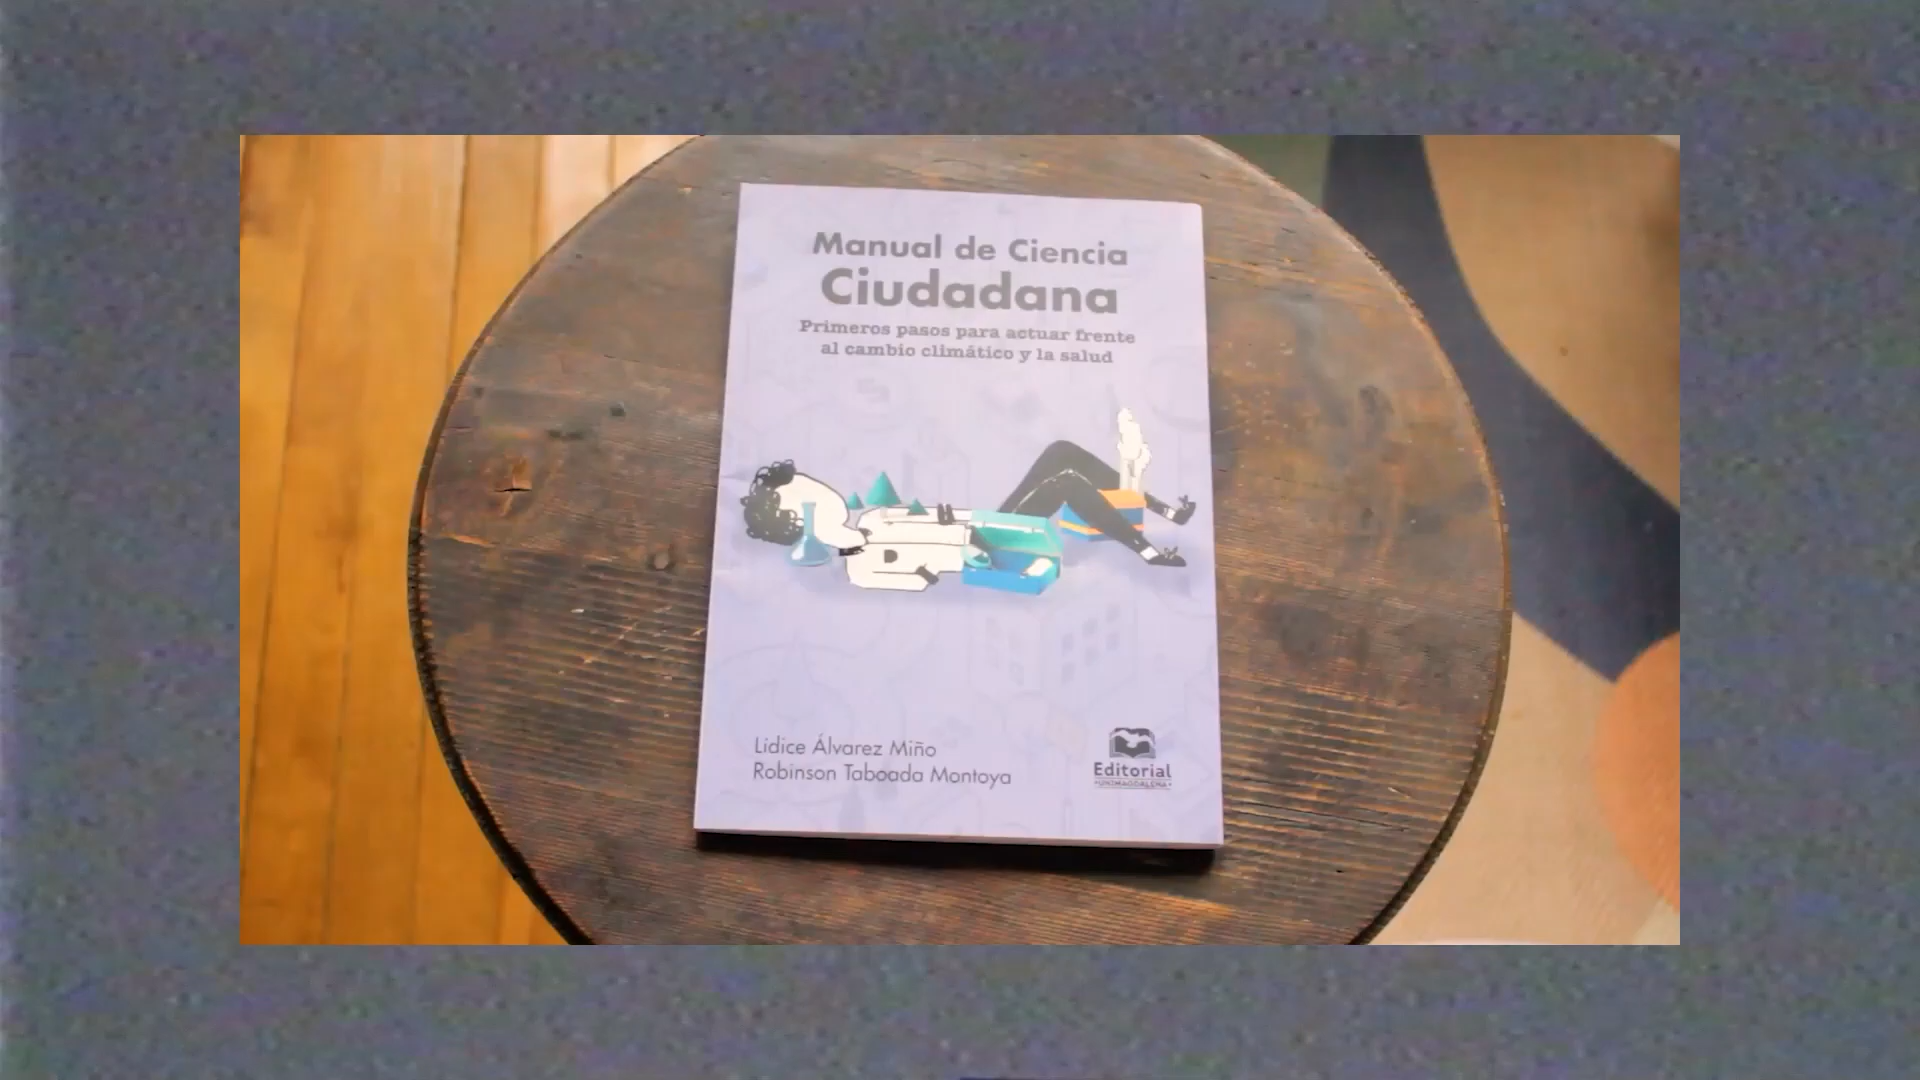 Manual de Ciencia
Ciudadana
Primeros pasos para actuar frente
al cambio climático y la salud
Lídice Álvarez Miño
Robinson Taboada Montoya
Editorial
UNIMAGDALENA